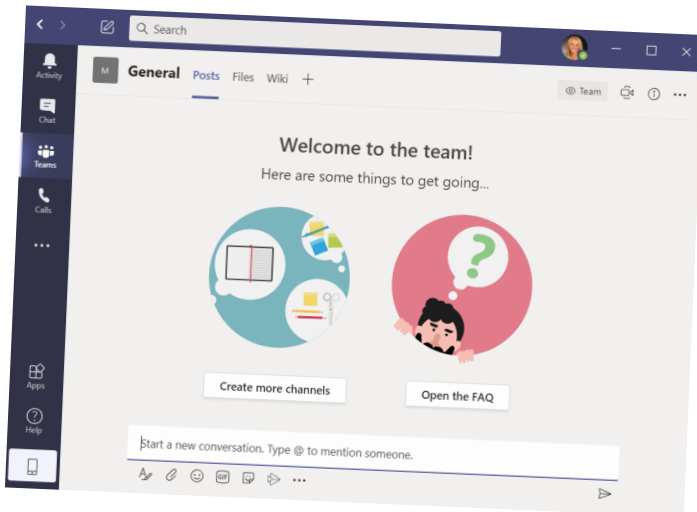 Search
Activity
Chat
Teams
Calls
Apps
Help
M
General
Posts
Files
Wiki
Team
Welcome to the team!
Here are some things to get going...
Create more channels
Open the FAQ
Start a new conversation. Type @ to mention someone.
GIF